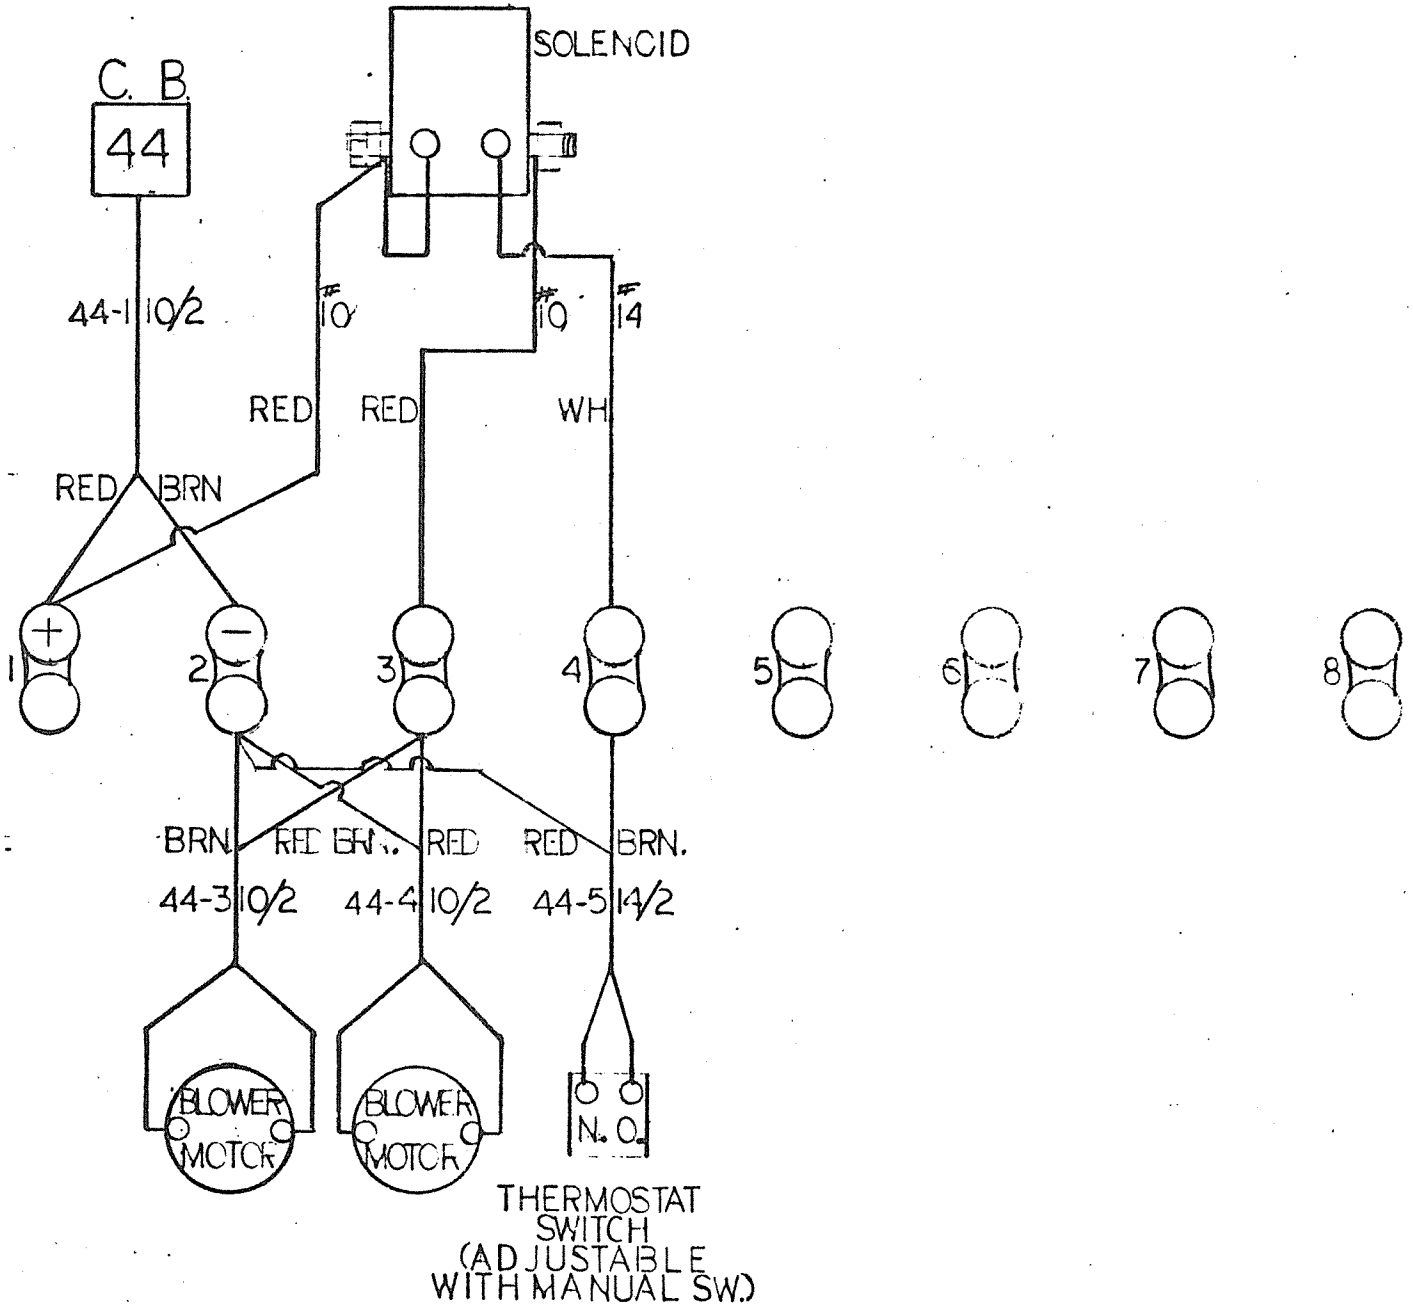 SOLENCID
C. B.
44
44-1 10/2
#10
#10
#14
RED
RED
WH
RED
BRN
+
−
1
2
3
4
5
6
7
8
BRN
RED
BRN.
RED
RED
BRN.
44-3 10/2
44-4 10/2
44-5 14/2
BLOWER
MOTOR
BLOWER
MOTOR
N. O.
THERMOSTAT
SWITCH
(ADJUSTABLE
WITH MANUAL SW.)